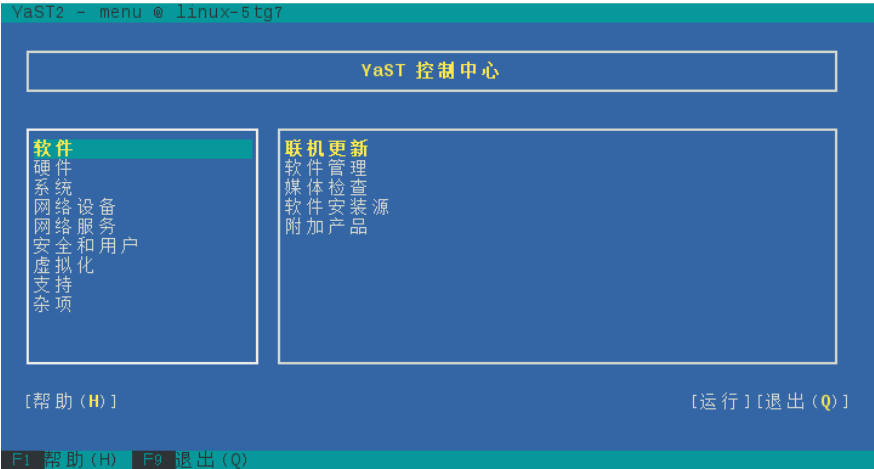 YaST2 - menu @ linux-5tg7
YaST 控制中心
软件
硬件
系统
网络设备
网络服务
安全和用户
虚拟化
支持
杂项
联机更新
软件管理
媒体检查
软件安装源
附加产品
[帮助(H)]
[运行][退出(Q)]
F1 帮助(H) F9 退出(Q)